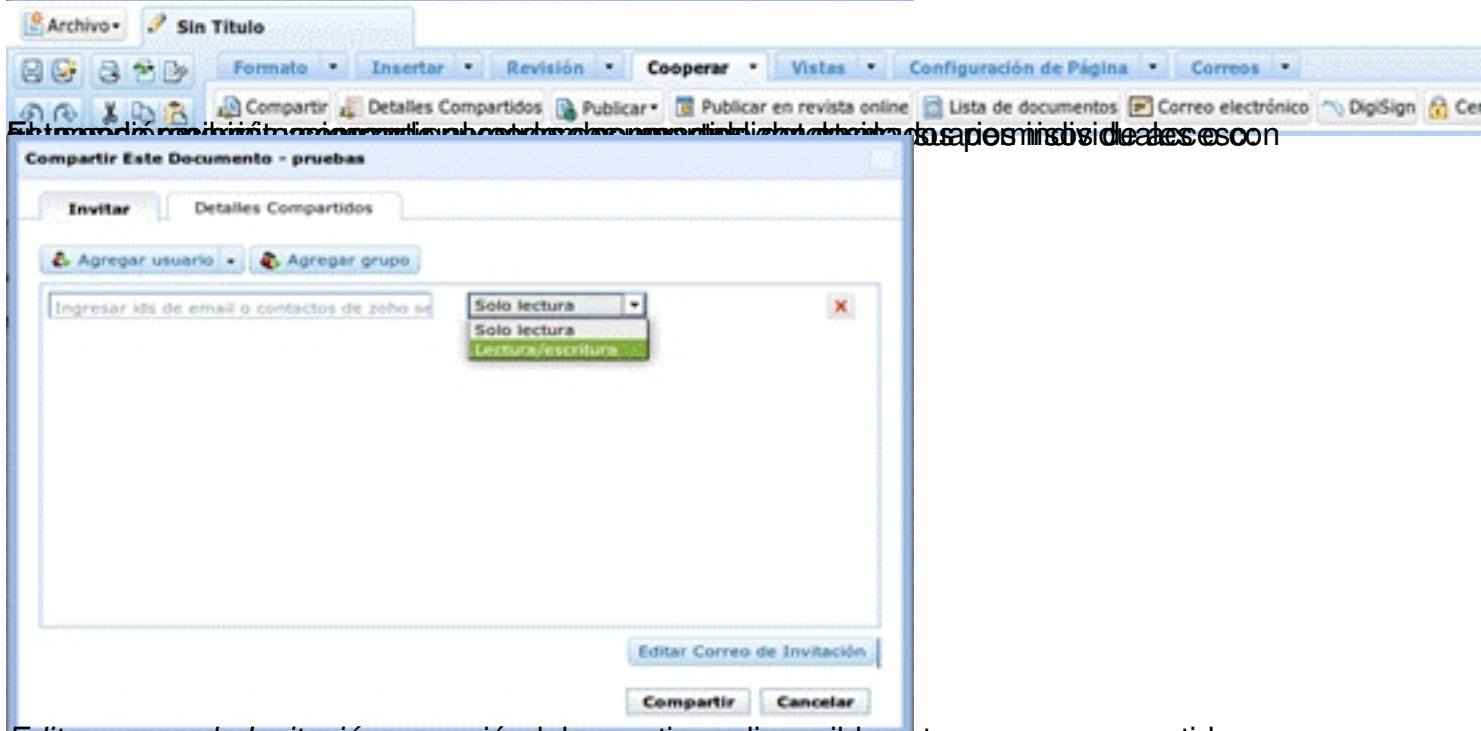 Archivo
Sin Titulo
Formato Insertar Revisión Cooperar Vistas Configuración de Página Correos
Compartir Detalles Compartidos Publicar Publicar en revista online Lista de documentos Correo electrónico DigiSign Cer
Compartir Este Documento - pruebas
Invitar Detalles Compartidos
Agregar usuario Agregar grupo
Ingresar ids de email o contactos de zoho se Solo lectura
Solo lectura
Lectura/escritura
Editar Correo de Invitación
Compartir Cancelar